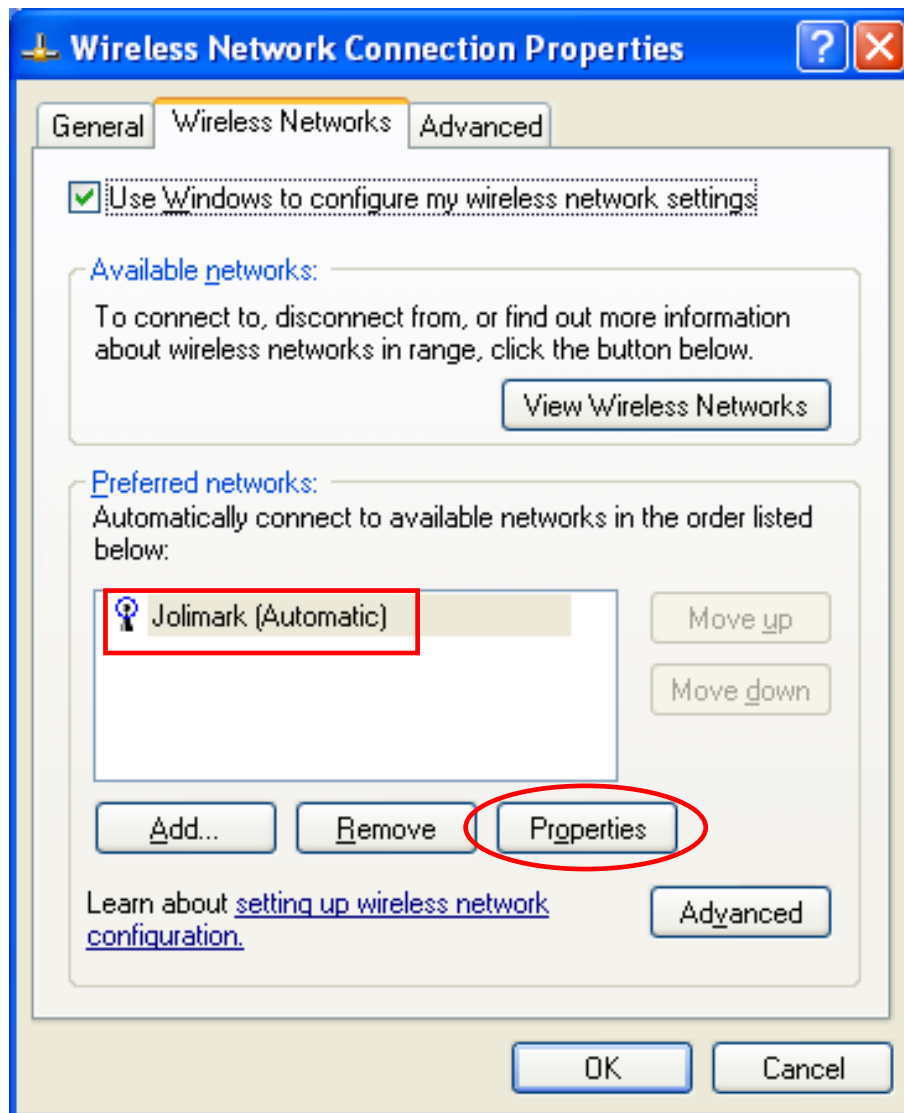 Wireless Network Connection Properties
General Wireless Networks Advanced
Use Windows to configure my wireless network settings
Available networks:
To connect to, disconnect from, or find out more information
about wireless networks in range, click the button below.
View Wireless Networks
Preferred networks:
Automatically connect to available networks in the order listed
below:
Jolimark (Automatic)
Move up
Move down
Add... Remove Properties
Learn about setting up wireless network
configuration.
Advanced
OK Cancel